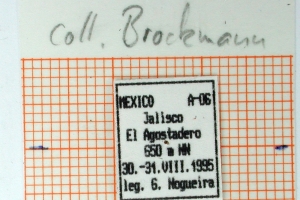 coll. Brockmann
MEXICO A-06
Jalisco
El Agostadero
650 m NN
30.-31.VIII.1995
leg. G. Nogueira